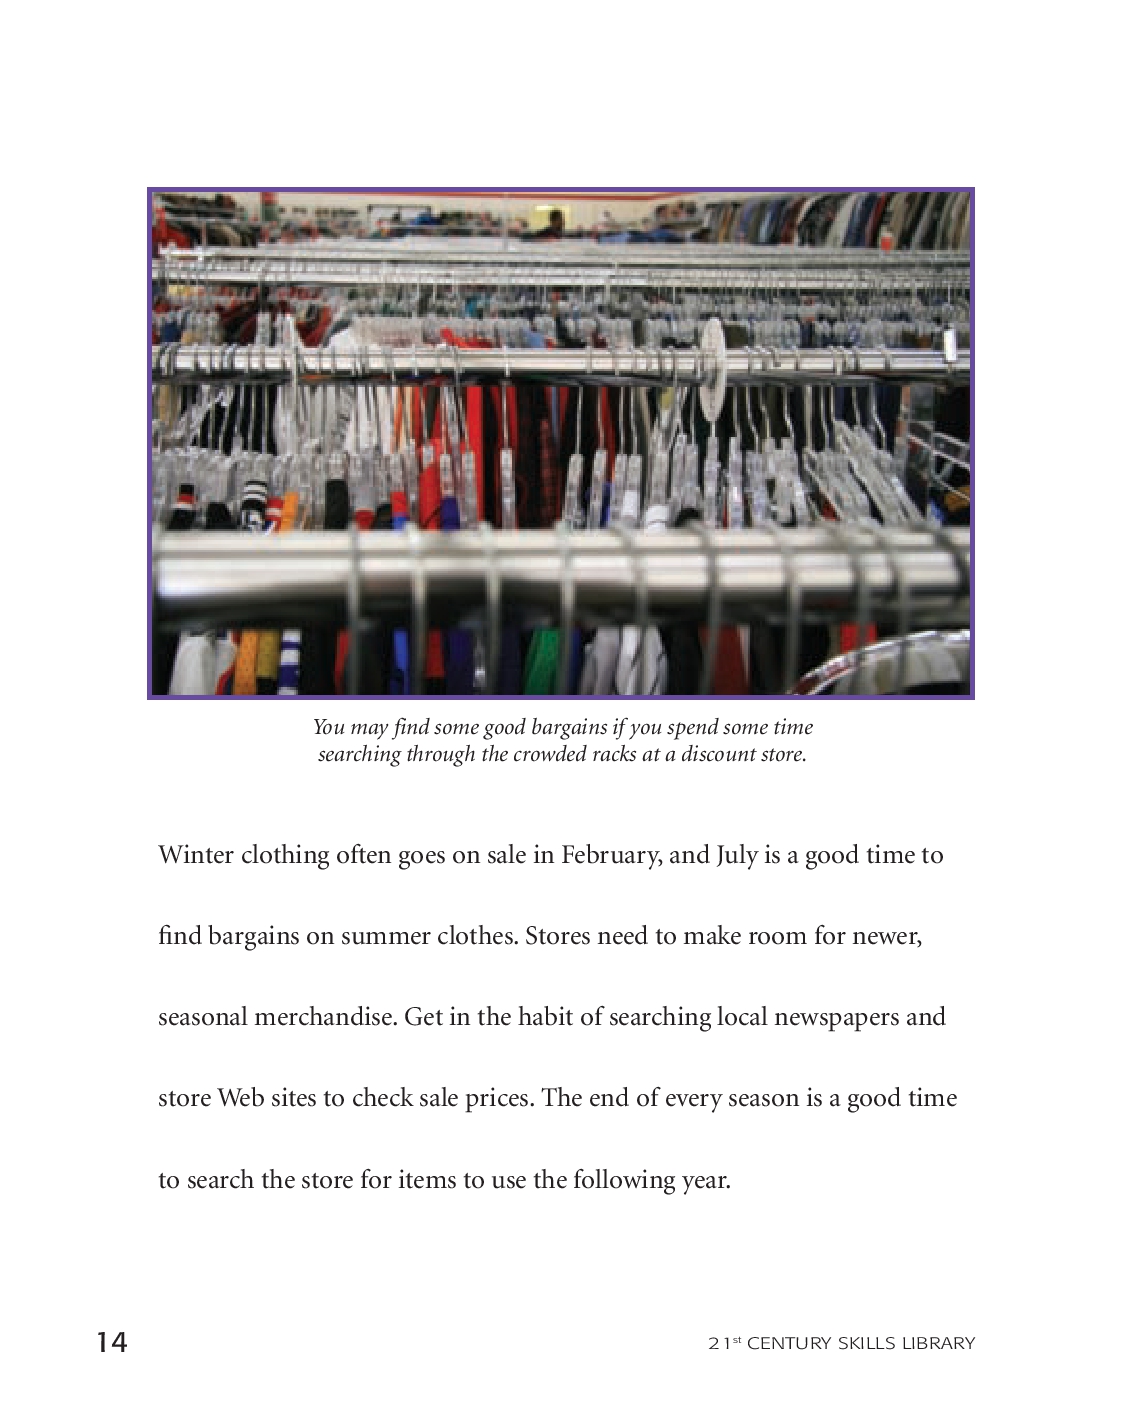 You may find some good bargains if you spend some time
searching through the crowded racks at a discount store.
Winter clothing often goes on sale in February, and July is a good time to
find bargains on summer clothes. Stores need to make room for newer,
seasonal merchandise. Get in the habit of searching local newspapers and
store Web sites to check sale prices. The end of every season is a good time
to search the store for items to use the following year.
14
21st CENTURY SKILLS LIBRARY